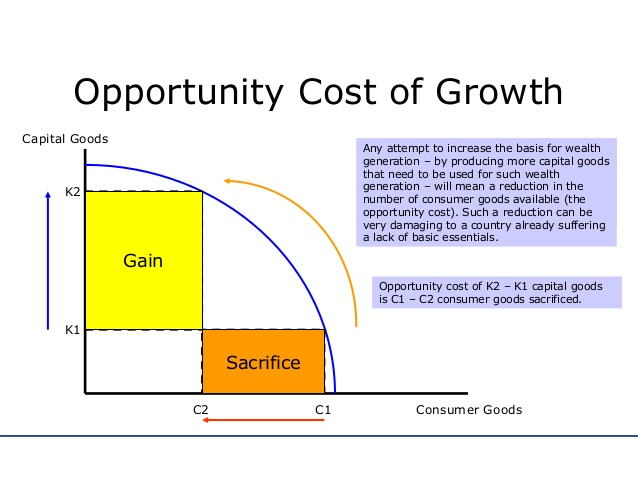 Opportunity Cost of Growth
Capital Goods
Any attempt to increase the basis for wealth
generation – by producing more capital goods
that need to be used for such wealth
generation – will mean a reduction in the
number of consumer goods available (the
opportunity cost). Such a reduction can be
very damaging to a country already suffering
a lack of basic essentials.
K2
Gain
Opportunity cost of K2 – K1 capital goods
is C1 – C2 consumer goods sacrificed.
K1
Sacrifice
C2
C1
Consumer Goods